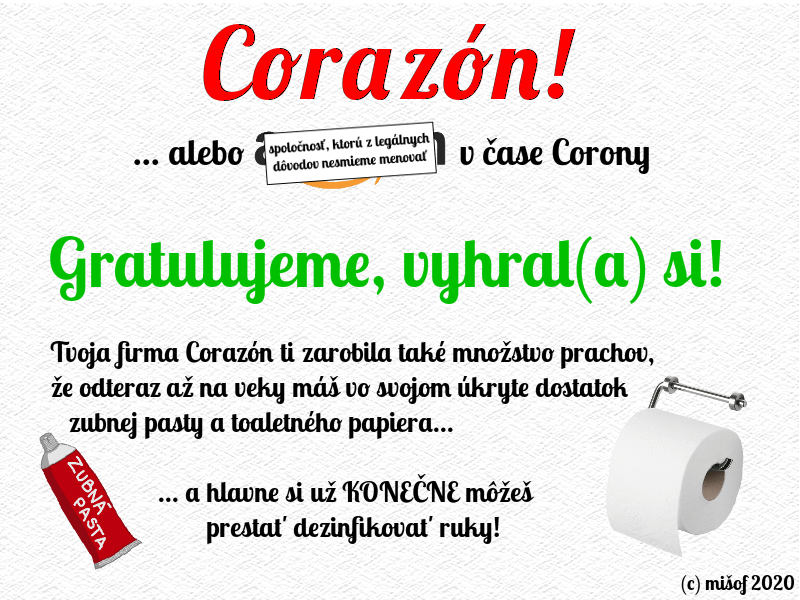 Corazón!
... alebo a n v čase Corony
spoločnosť, ktorú z legálnych
dôvodov nesmieme menovať
Gratulujeme, vyhral(a) si!
Tvoja firma Corazón ti zarobila také množstvo prachov,
že odteraz až na veky máš vo svojom úkryte dostatok
zubnej pasty a toaletného papiera...
ZUBNÁ
PASTA
... a hlavne si už KONEČNE môžeš
prestať dezinfikovať ruky!
(c) mišof 2020